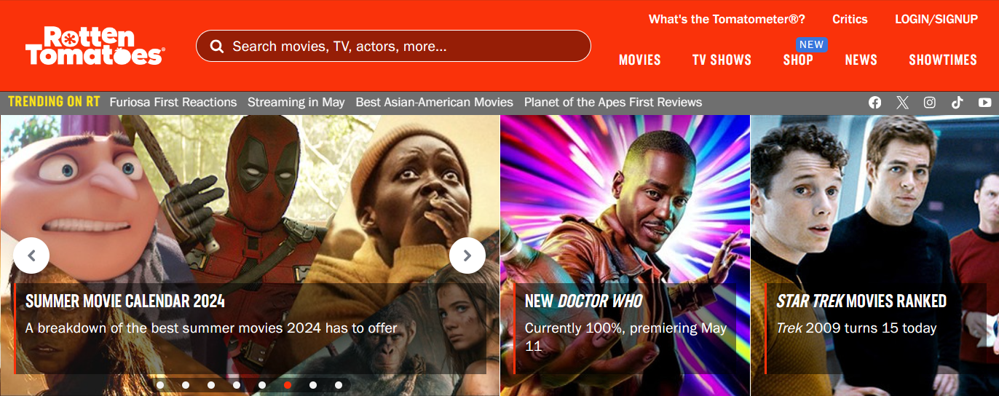 What's the Tomatometer®? Critics LOGIN/SIGNUP
Rotten
Tomatoes®
Search movies, TV, actors, more...
NEW
MOVIES TV SHOWS SHOP NEWS SHOWTIMES
TRENDING ON RT Furiosa First Reactions Streaming in May Best Asian-American Movies Planet of the Apes First Reviews
SUMMER MOVIE CALENDAR 2024
A breakdown of the best summer movies 2024 has to offer
NEW DOCTOR WHO
Currently 100%, premiering May
11
STAR TREK MOVIES RANKED
Trek 2009 turns 15 today